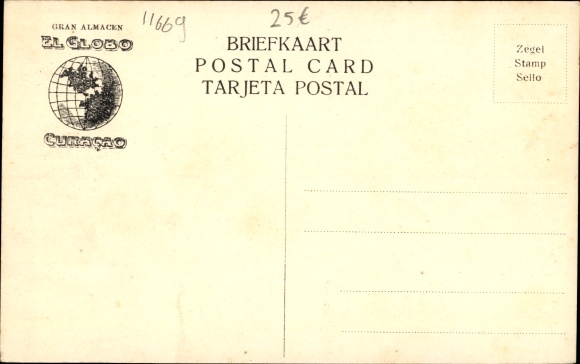 GRAN ALMACEN
EL GLOBO
CURAÇAO
11669
25€
BRIEFKAART
POSTAL CARD
TARJETA POSTAL
Zegel
Stamp
Sello